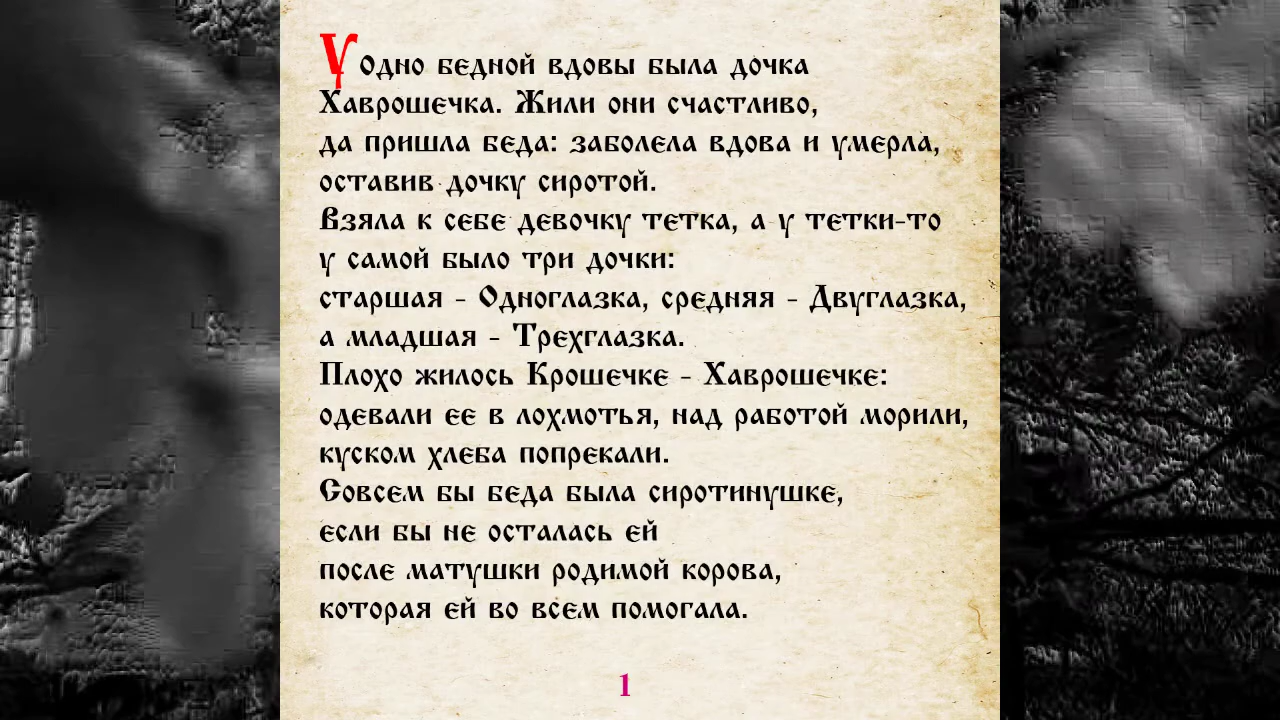 У Одно бедной вдовы была дочка
Хаврошечка. Жили они счастливо,
да пришла беда: заболела вдова и умерла,
оставив дочку сиротой.
Взяла к себе девочку тетка, а у тетки-то
у самой было три дочки:
старшая - Одноглазка, средняя - Двуглазка,
а младшая - Трехглазка.
Плохо жилось Крошечке - Хаврошечке:
одевали ее в лохмотья, над работой морили,
куском хлеба попрекали.
Совсем бы беда была сиротинушке,
если бы не осталась ей
после матушки родимой корова,
которая ей во всем помогала.
1